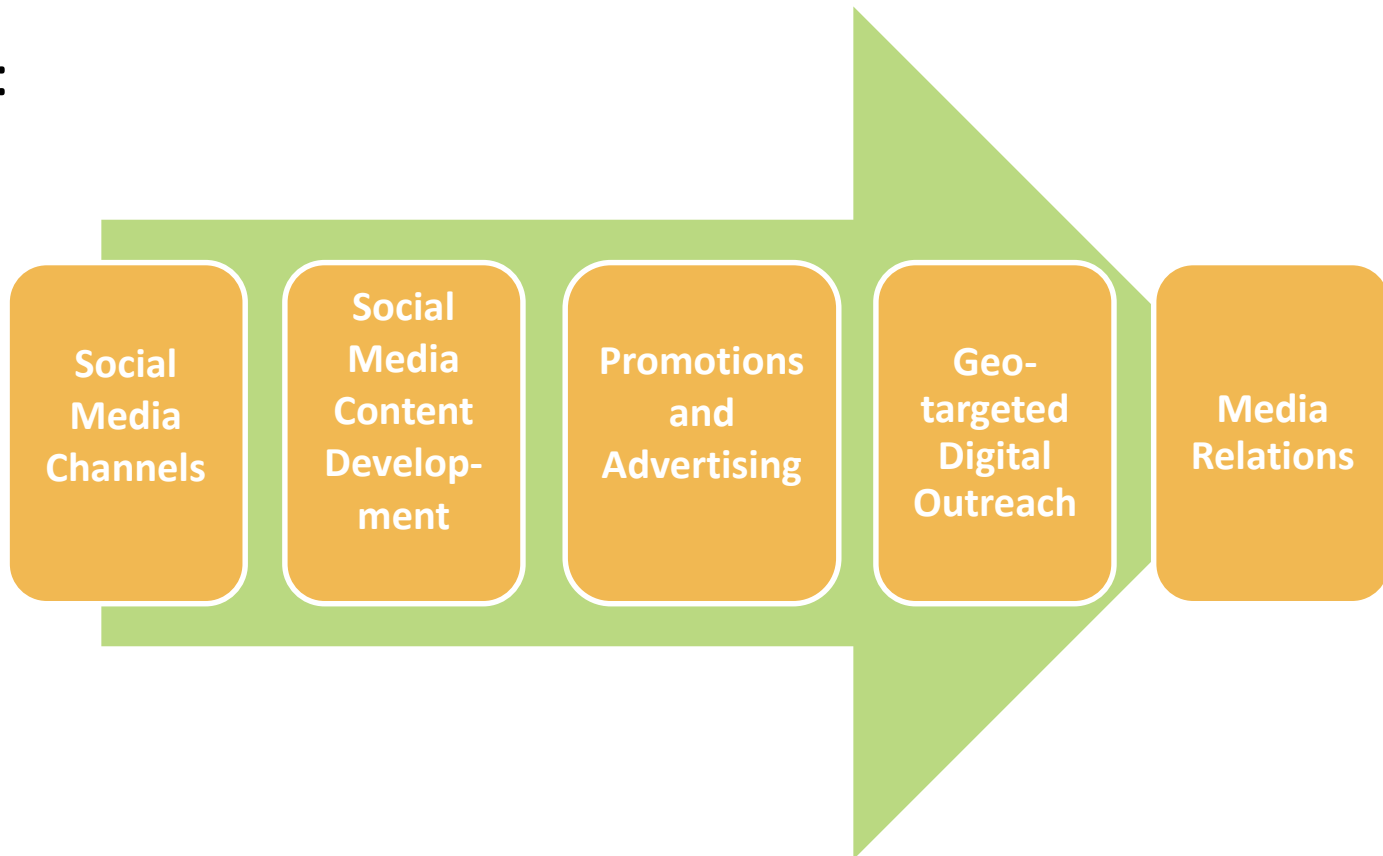 :
Social
Media
Channels
Social
Media
Content
Develop-
ment
Promotions
and
Advertising
Geo-
targeted
Digital
Outreach
Media
Relations